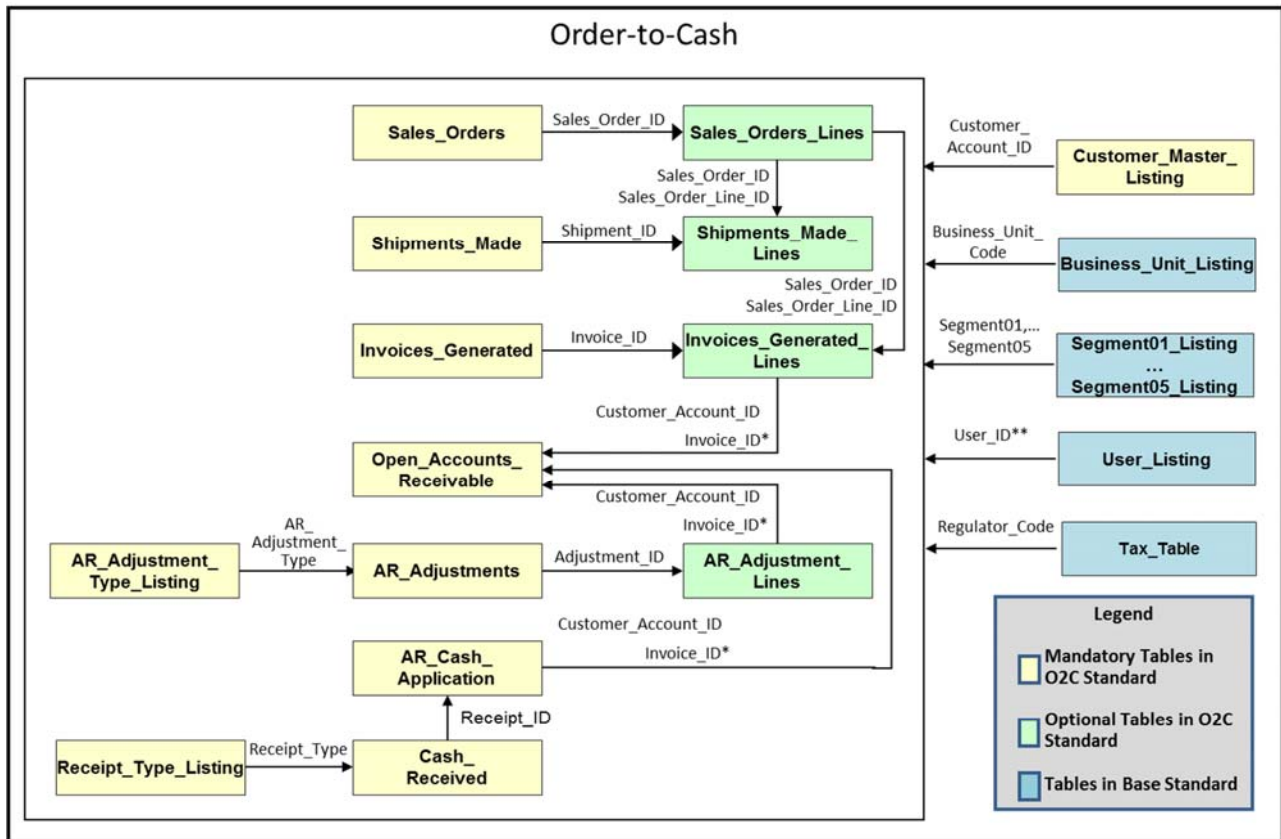 Order-to-Cash
Sales_Orders
Sales_Order_ID
Sales_Orders_Lines
Customer_
Account_ID
Customer_Master_
Listing
Sales_Order_ID
Sales_Order_Line_ID
Shipments_Made
Shipment_ID
Shipments_Made_
Lines
Business_Unit_
Code
Business_Unit_Listing
Sales_Order_ID
Sales_Order_Line_ID
Invoices_Generated
Invoice_ID
Invoices_Generated_
Lines
Segment01,...
Segment05
Segment01_Listing
...
Segment05_Listing
Customer_Account_ID
Invoice_ID*
Open_Accounts_
Receivable
User_ID**
User_Listing
Customer_Account_ID
Invoice_ID*
AR_Adjustment_
Type_Listing
AR_
Adjustment_
Type
AR_Adjustments
Adjustment_ID
AR_Adjustment_
Lines
Regulator_Code
Tax_Table
Customer_Account_ID
Invoice_ID*
AR_Cash_
Application
Receipt_ID
Receipt_Type_Listing
Receipt_Type
Cash_
Received
Legend
Mandatory Tables in
O2C Standard
Optional Tables in O2C
Standard
Tables in Base Standard